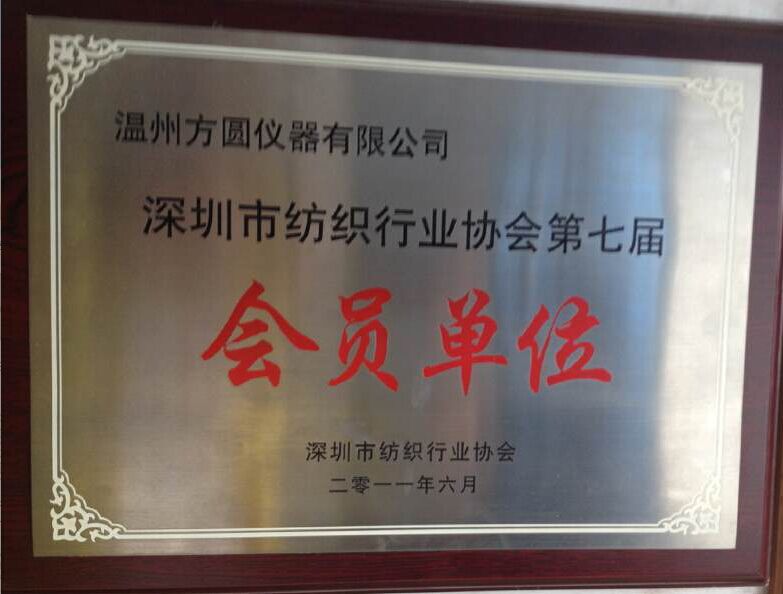 温州方圆仪器有限公司
深圳市纺织行业协会第七届
会员单位
深圳市纺织行业协会
二零一一年六月